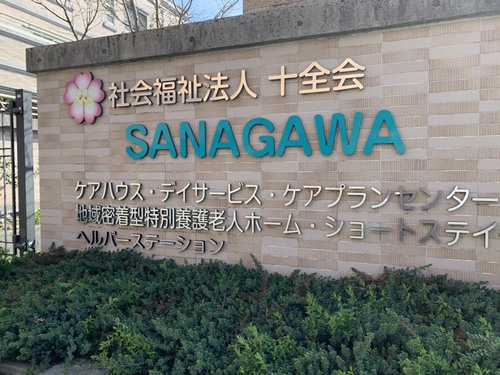 社会福祉法人 十全会
SANAGAWA
ケアハウス・デイサービス・ケアプランセンター
地域密着型特別養護老人ホーム・ショートステイ
ヘルパーステーション